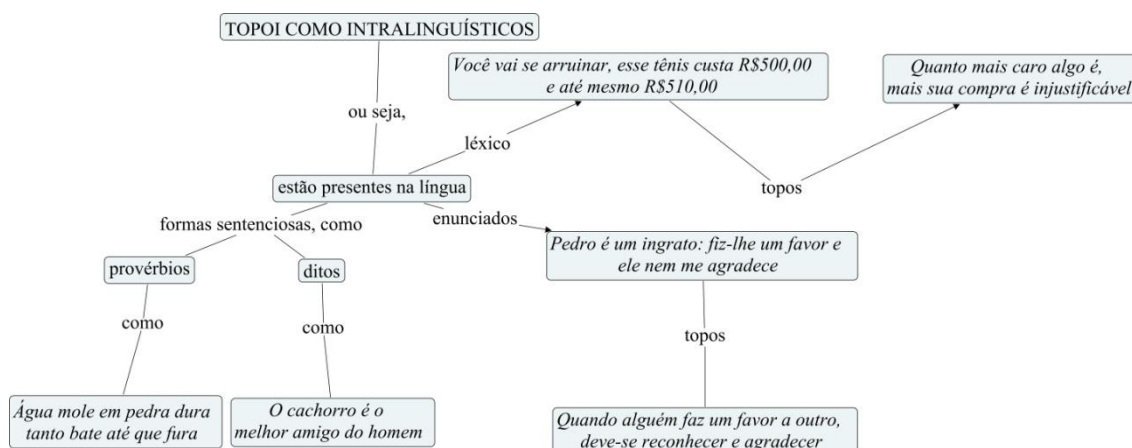 TOPOI COMO INTRALINGUÍSTICOS
ou seja,
estão presentes na língua
léxico
Você vai se arruinar, esse tênis custa R$500,00
e até mesmo R$510,00
topos
Quanto mais caro algo é,
mais sua compra é injustificável
enunciados
Pedro é um ingrato: fiz-lhe um favor e
ele nem me agradece
topos
Quando alguém faz um favor a outro,
deve-se reconhecer e agradecer
formas sentenciosas, como
provérbios
como
Água mole em pedra dura
tanto bate até que fura
ditos
como
O cachorro é o
melhor amigo do homem